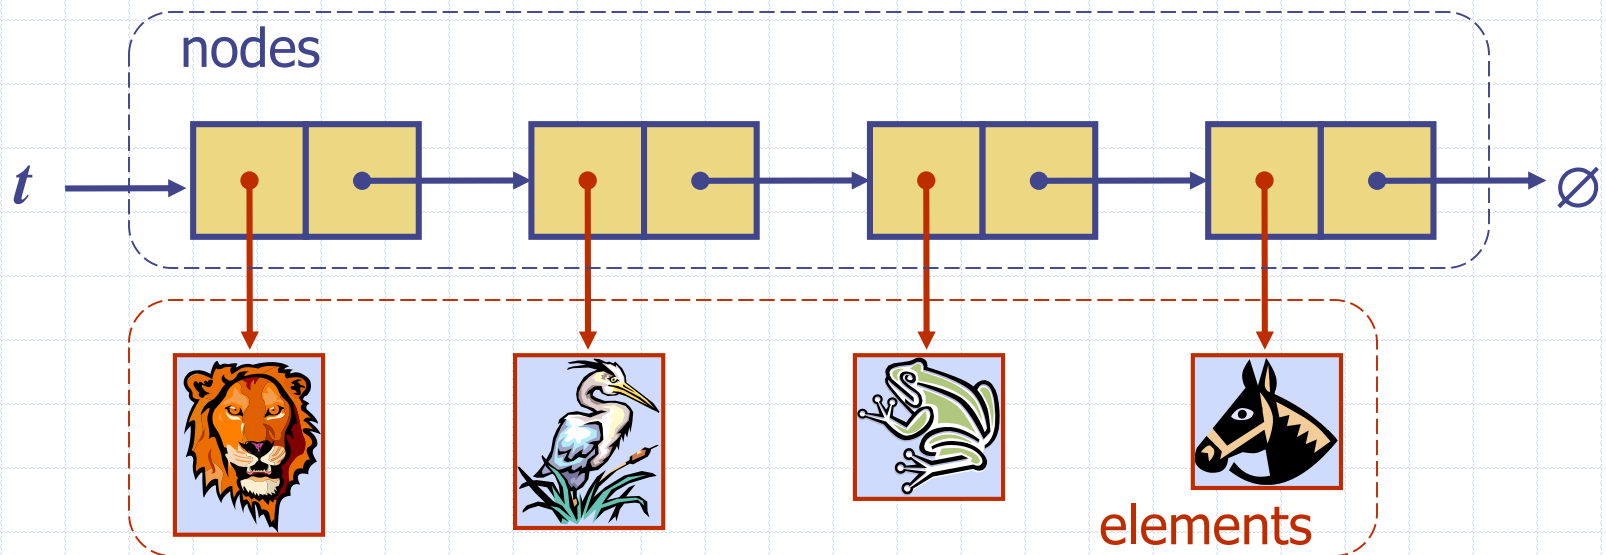 nodes
t
∅
elements